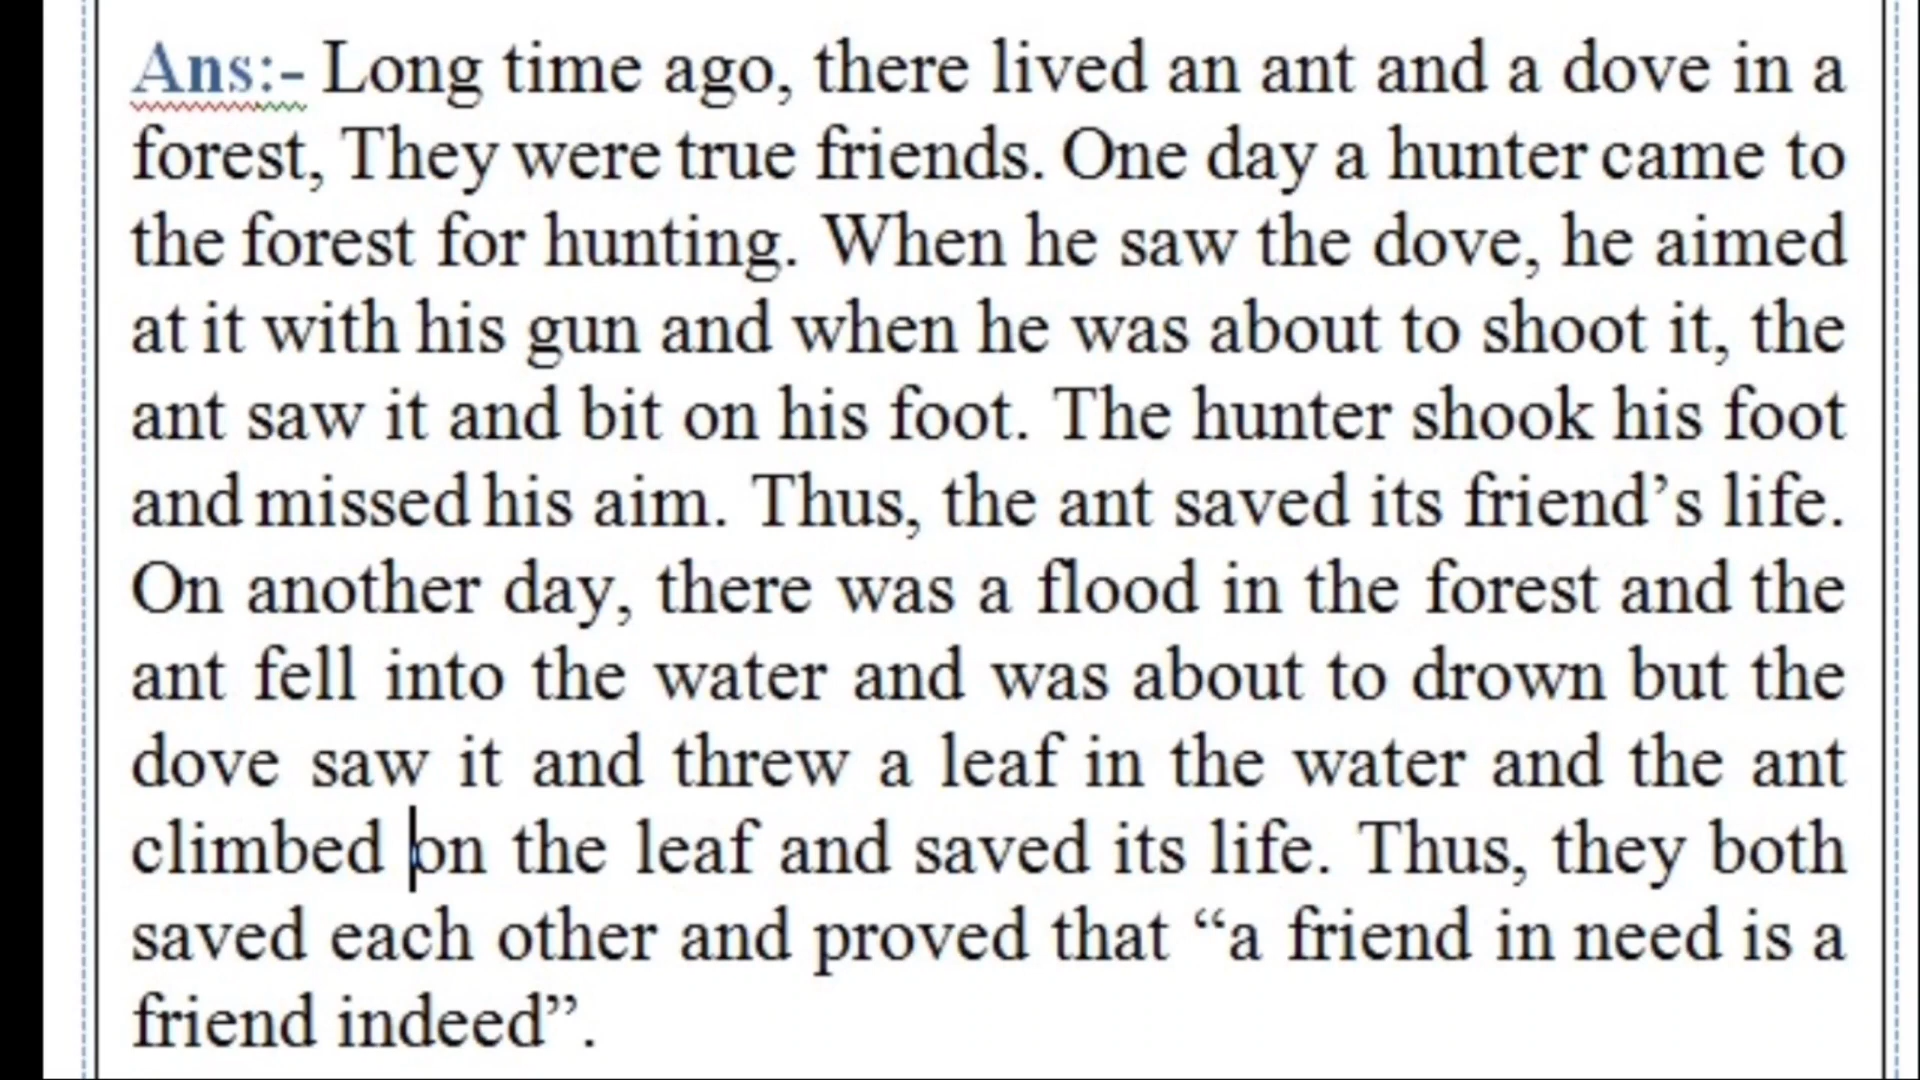 Ans:- Long time ago, there lived an ant and a dove in a
forest, They were true friends. One day a hunter came to
the forest for hunting. When he saw the dove, he aimed
at it with his gun and when he was about to shoot it, the
ant saw it and bit on his foot. The hunter shook his foot
and missed his aim. Thus, the ant saved its friend’s life.
On another day, there was a flood in the forest and the
ant fell into the water and was about to drown but the
dove saw it and threw a leaf in the water and the ant
climbed on the leaf and saved its life. Thus, they both
saved each other and proved that “a friend in need is a
friend indeed”.